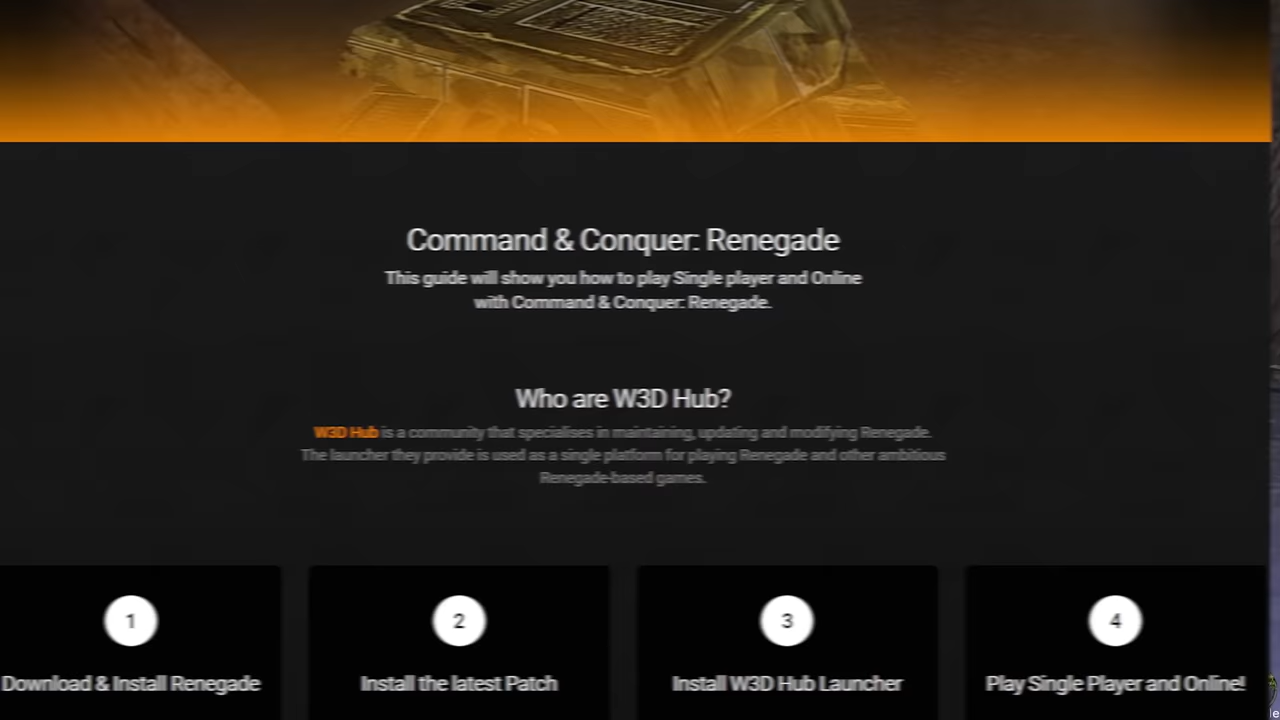 Command & Conquer: Renegade
This guide will show you how to play Single player and Online
with Command & Conquer: Renegade.
Who are W3D Hub?
W3D Hub is a community that specialises in maintaining, updating and modifying Renegade.
The launcher they provide is used as a single platform for playing Renegade and other ambitious
Renegade-based games.
1
2
3
4
Download & Install Renegade
Install the latest Patch
Install W3D Hub Launcher
Play Single Player and Online!
le